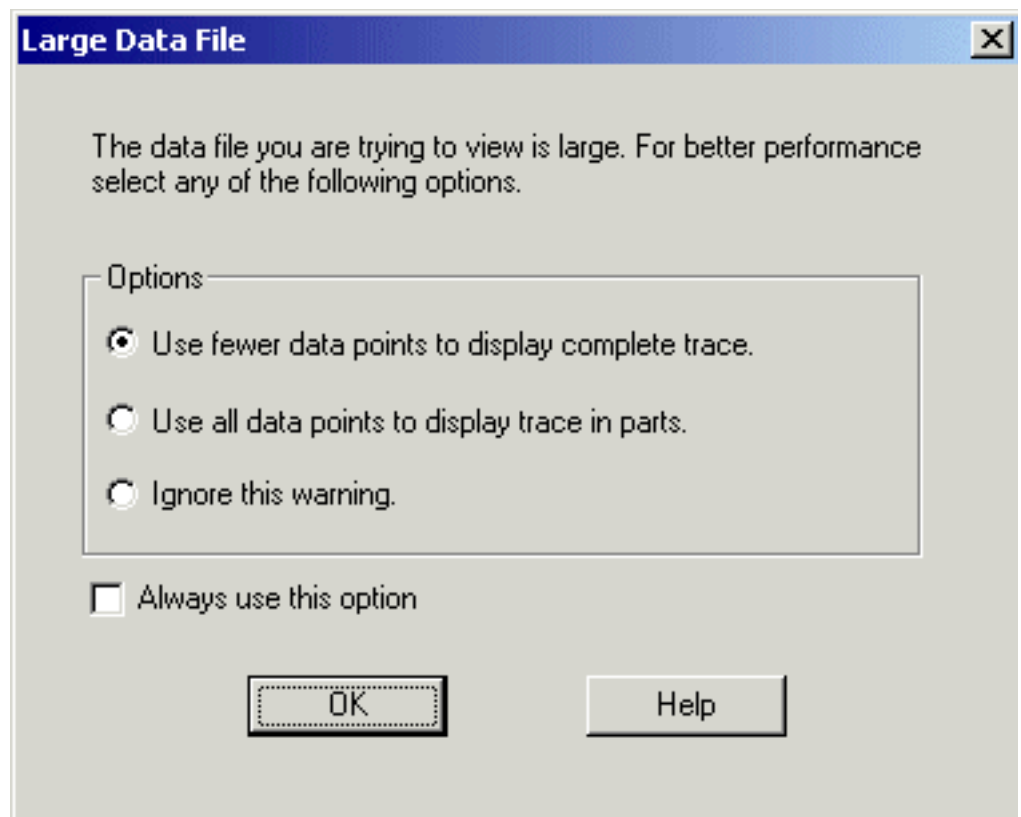 Large Data File
The data file you are trying to view is large. For better performance
select any of the following options.
Options
Use fewer data points to display complete trace.
Use all data points to display trace in parts.
Ignore this warning.
Always use this option
OK
Help